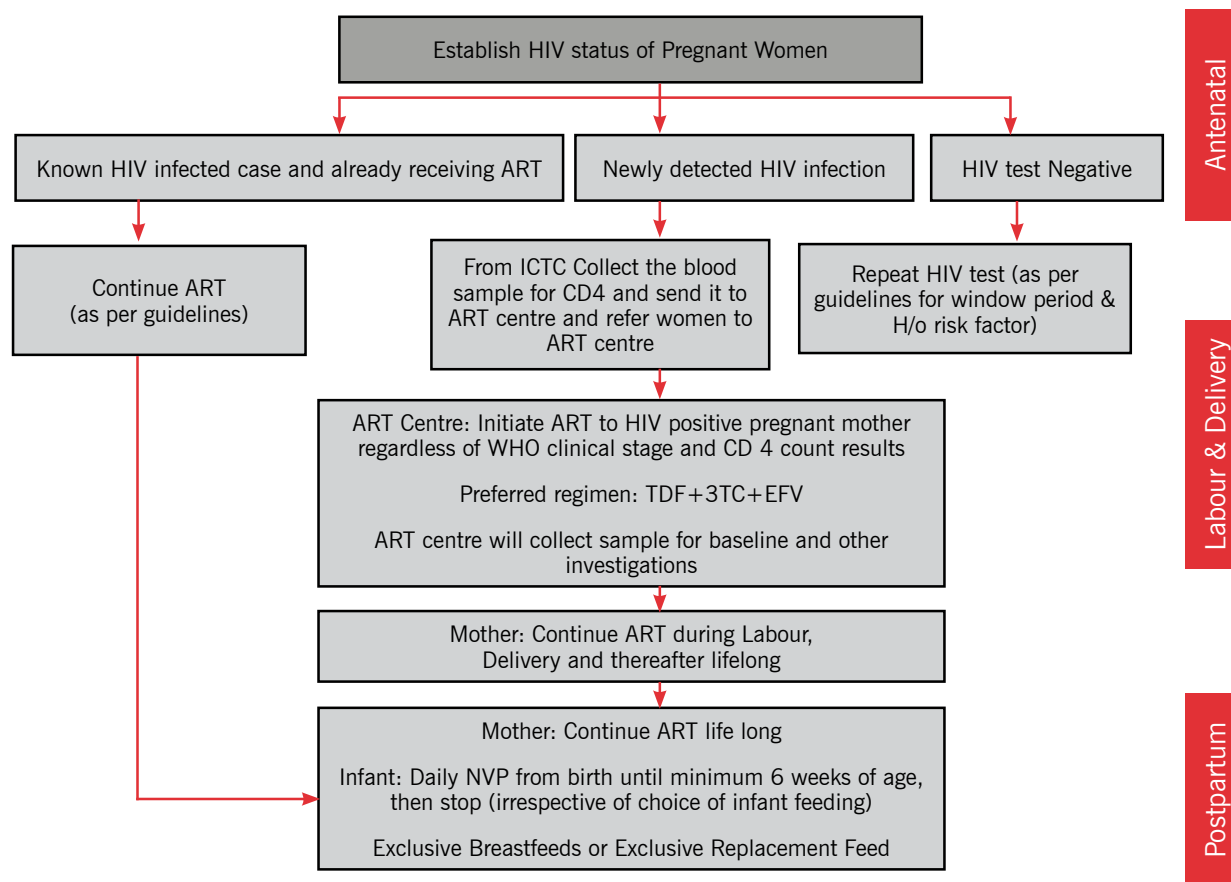 Establish HIV status of Pregnant Women
Antenatal
Known HIV infected case and already receiving ART
Newly detected HIV infection
HIV test Negative
Continue ART
(as per guidelines)
From ICTC Collect the blood
sample for CD4 and send it to
ART centre and refer women to
ART centre
Repeat HIV test (as per
guidelines for window period &
H/o risk factor)
Labour & Delivery
ART Centre: Initiate ART to HIV positive pregnant mother
regardless of WHO clinical stage and CD 4 count results
Preferred regimen: TDF+3TC+EFV
ART centre will collect sample for baseline and other
investigations
Mother: Continue ART during Labour,
Delivery and thereafter lifelong
Mother: Continue ART life long
Infant: Daily NVP from birth until minimum 6 weeks of age,
then stop (irrespective of choice of infant feeding)
Exclusive Breastfeeds or Exclusive Replacement Feed
Postpartum